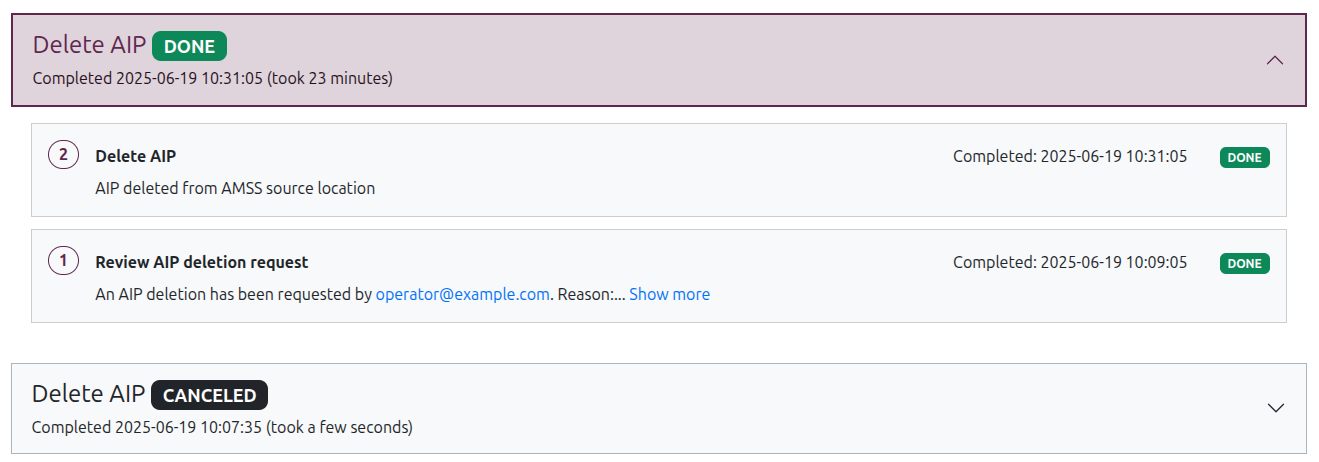 Delete AIP DONE
Completed 2025-06-19 10:31:05 (took 23 minutes)
2 Delete AIP Completed: 2025-06-19 10:31:05 DONE
AIP deleted from AMSS source location
1 Review AIP deletion request Completed: 2025-06-19 10:09:05 DONE
An AIP deletion has been requested by operator@example.com. Reason:... Show more
Delete AIP CANCELED
Completed 2025-06-19 10:07:35 (took a few seconds)